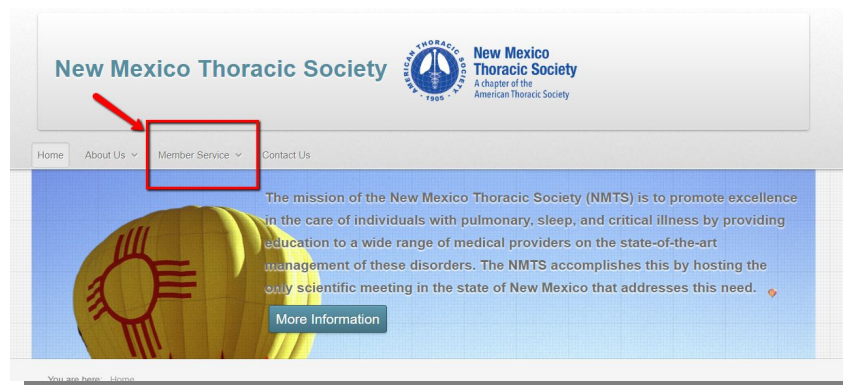 New Mexico Thoracic Society
AMERICAN THORACIC SOCIETY
· 1905 ·
New Mexico
Thoracic Society
A chapter of the
American Thoracic Society
Home About Us Member Service Contact Us
The mission of the New Mexico Thoracic Society (NMTS) is to promote excellence
in the care of individuals with pulmonary, sleep, and critical illness by providing
education to a wide range of medical providers on the state-of-the-art
management of these disorders. The NMTS accomplishes this by hosting the
only scientific meeting in the state of New Mexico that addresses this need.
More Information
You are here: Home